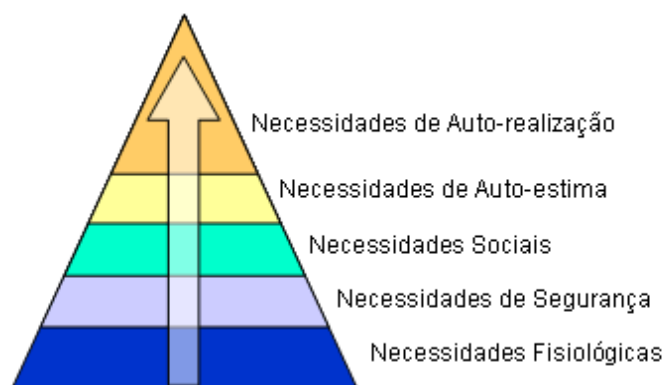 Necessidades de Auto-realização
Necessidades de Auto-estima
Necessidades Sociais
Necessidades de Segurança
Necessidades Fisiológicas